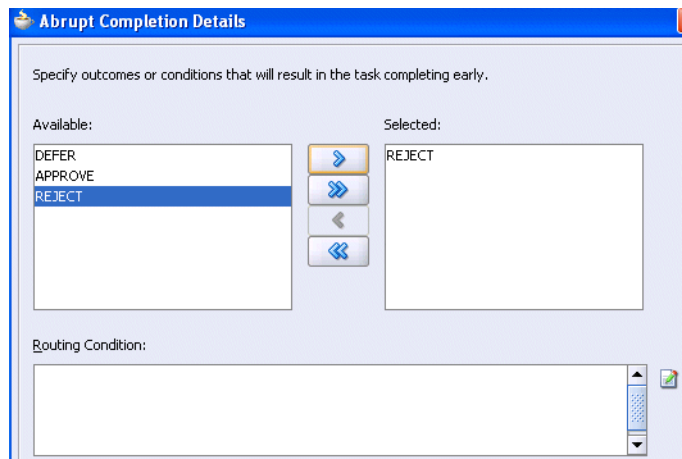 Abrupt Completion Details
Specify outcomes or conditions that will result in the task completing early.
Available:
Selected:
DEFER
APPROVE
REJECT
REJECT
Routing Condition: